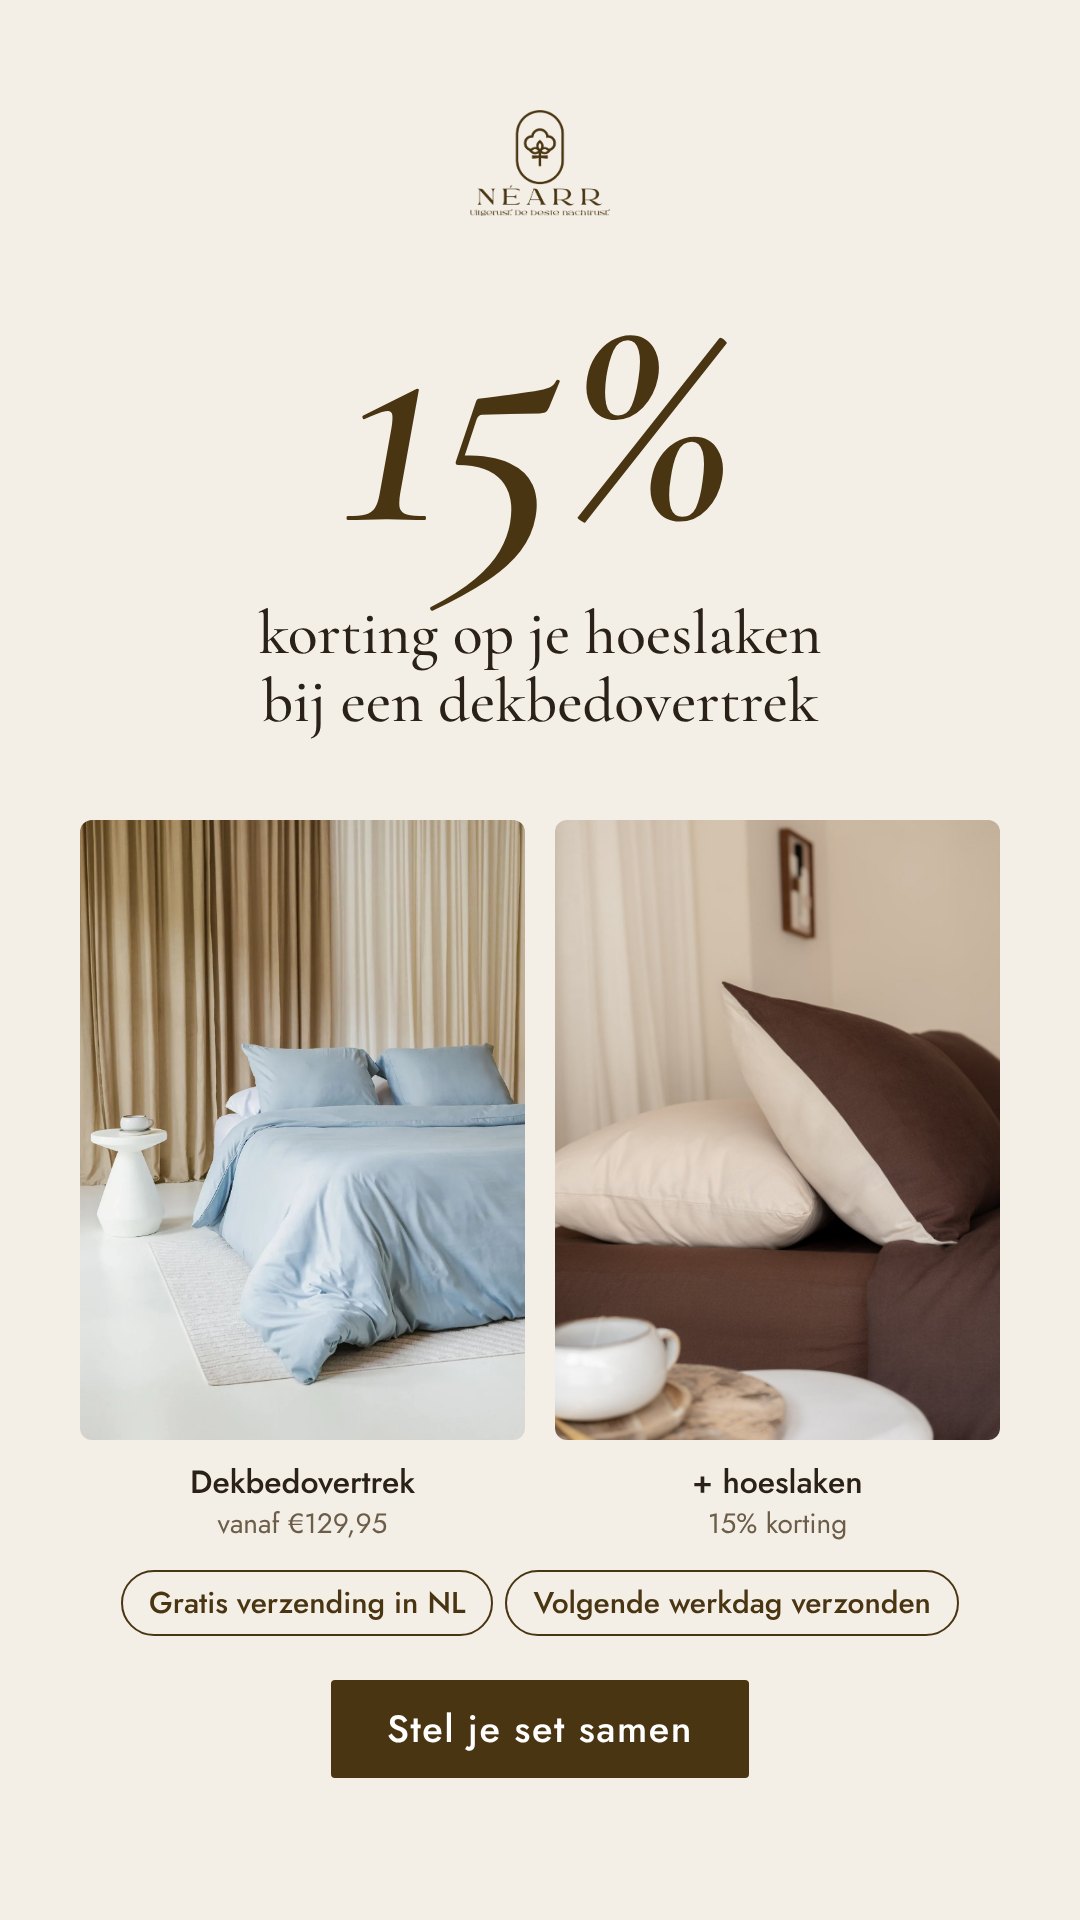 NÉARR
Uitgerust. De beste nachtrust.
15%
korting op je hoeslaken
bij een dekbedovertrek
Dekbedovertrek
vanaf €129,95
+ hoeslaken
15% korting
Gratis verzending in NL
Volgende werkdag verzonden
Stel je set samen